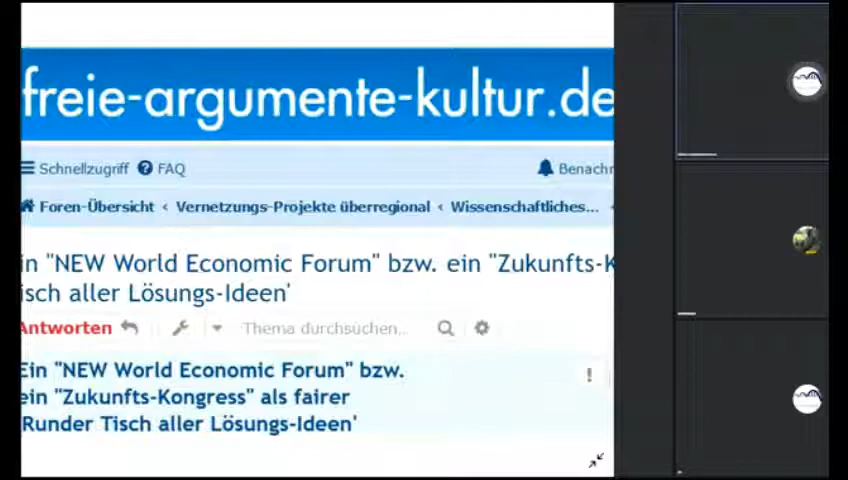 freie-argumente-kultur.de
Schnellzugriff FAQ Benachr
Foren-Übersicht ‹ Vernetzungs-Projekte überregional ‹ Wissenschaftliches... ‹
in "NEW World Economic Forum" bzw. ein "Zukunfts-K
isch aller Lösungs-Ideen'
Antworten Thema durchsuchen...
Ein "NEW World Economic Forum" bzw.
ein "Zukunfts-Kongress" als fairer
'Runder Tisch aller Lösungs-Ideen'